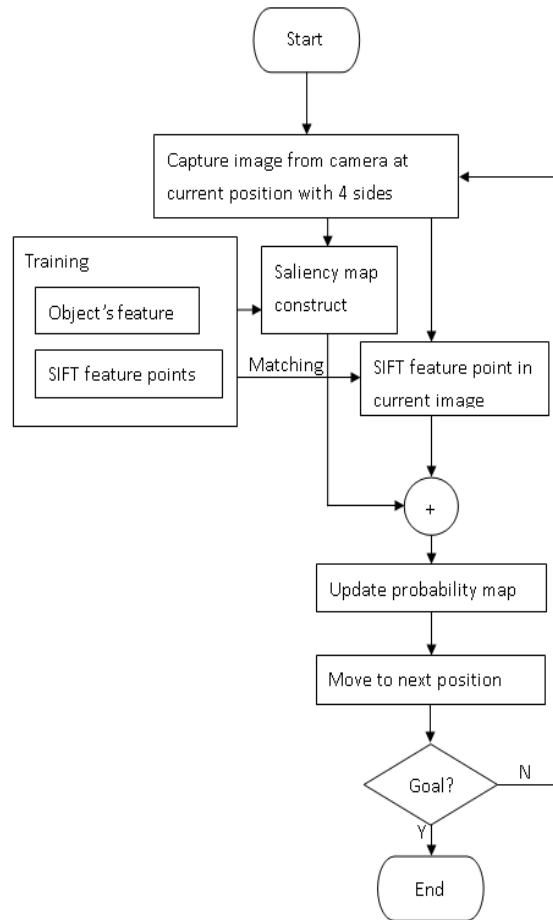 Start
Capture image from camera at
current position with 4 sides
Training
Object's feature
SIFT feature points
Saliency map
construct
Matching
SIFT feature point in
current image
+
Update probability map
Move to next position
Goal?
N
Y
End